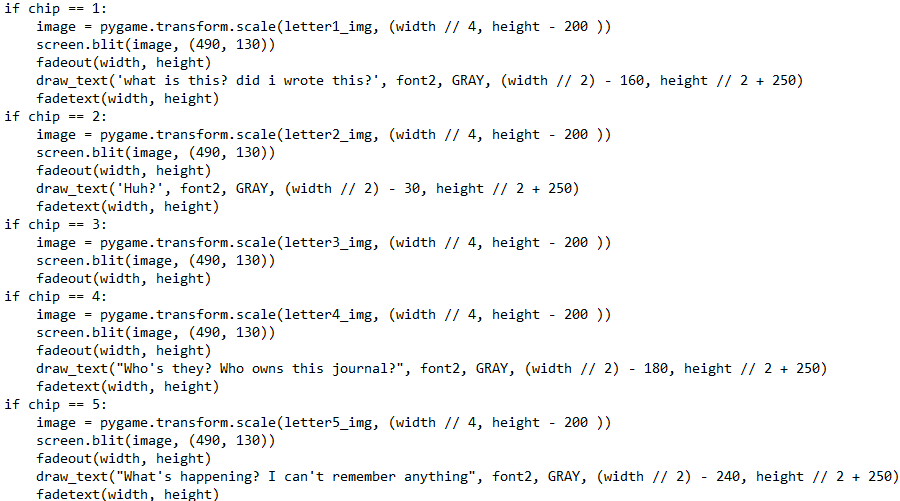 if chip == 1:
    image = pygame.transform.scale(letter1_img, (width // 4, height - 200 ))
    screen.blit(image, (490, 130))
    fadeout(width, height)
    draw_text('what is this? did i wrote this?', font2, GRAY, (width // 2) - 160, height // 2 + 250)
    fadetext(width, height)
if chip == 2:
    image = pygame.transform.scale(letter2_img, (width // 4, height - 200 ))
    screen.blit(image, (490, 130))
    fadeout(width, height)
    draw_text('Huh?', font2, GRAY, (width // 2) - 30, height // 2 + 250)
    fadetext(width, height)
if chip == 3:
    image = pygame.transform.scale(letter3_img, (width // 4, height - 200 ))
    screen.blit(image, (490, 130))
    fadeout(width, height)
if chip == 4:
    image = pygame.transform.scale(letter4_img, (width // 4, height - 200 ))
    screen.blit(image, (490, 130))
    fadeout(width, height)
    draw_text("Who's they? Who owns this journal?", font2, GRAY, (width // 2) - 180, height // 2 + 250)
    fadetext(width, height)
if chip == 5:
    image = pygame.transform.scale(letter5_img, (width // 4, height - 200 ))
    screen.blit(image, (490, 130))
    fadeout(width, height)
    draw_text("What's happening? I can't remember anything", font2, GRAY, (width // 2) - 240, height // 2 + 250)
    fadetext(width, height)